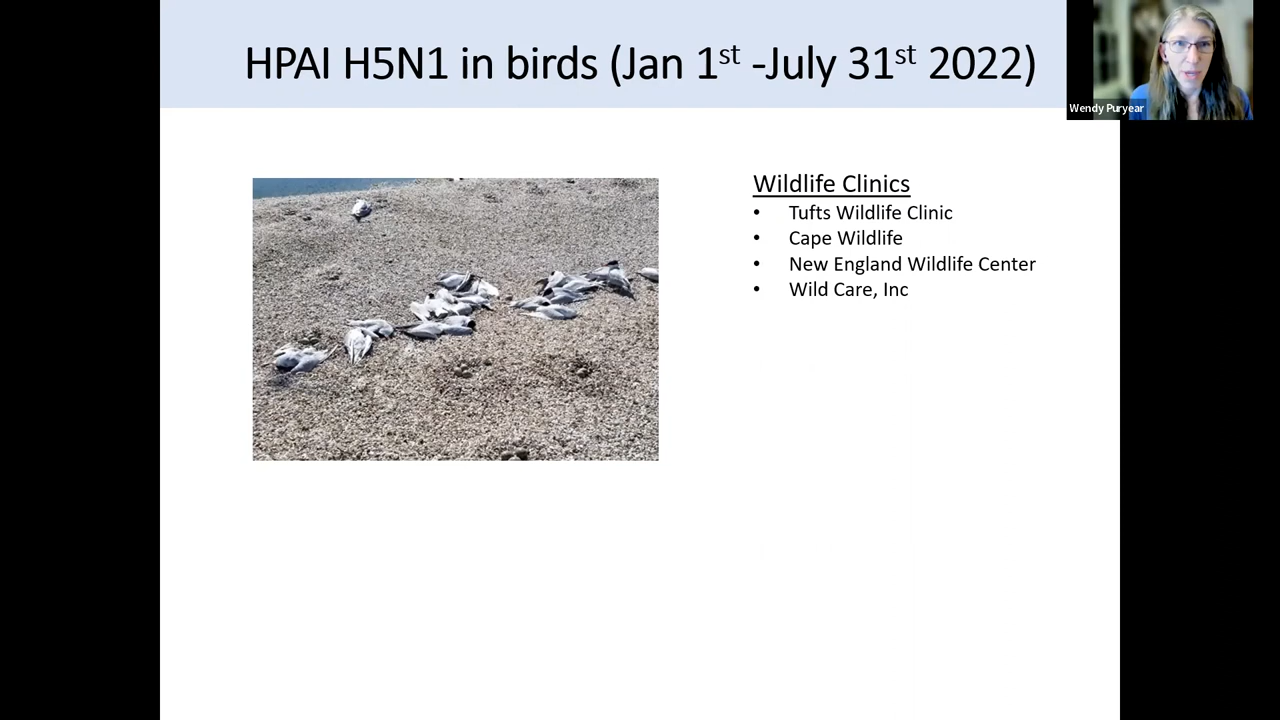 HPAI H5N1 in birds (Jan 1st -July 31st 2022)
Wendy Puryear
Wildlife Clinics
• Tufts Wildlife Clinic
• Cape Wildlife
• New England Wildlife Center
• Wild Care, Inc